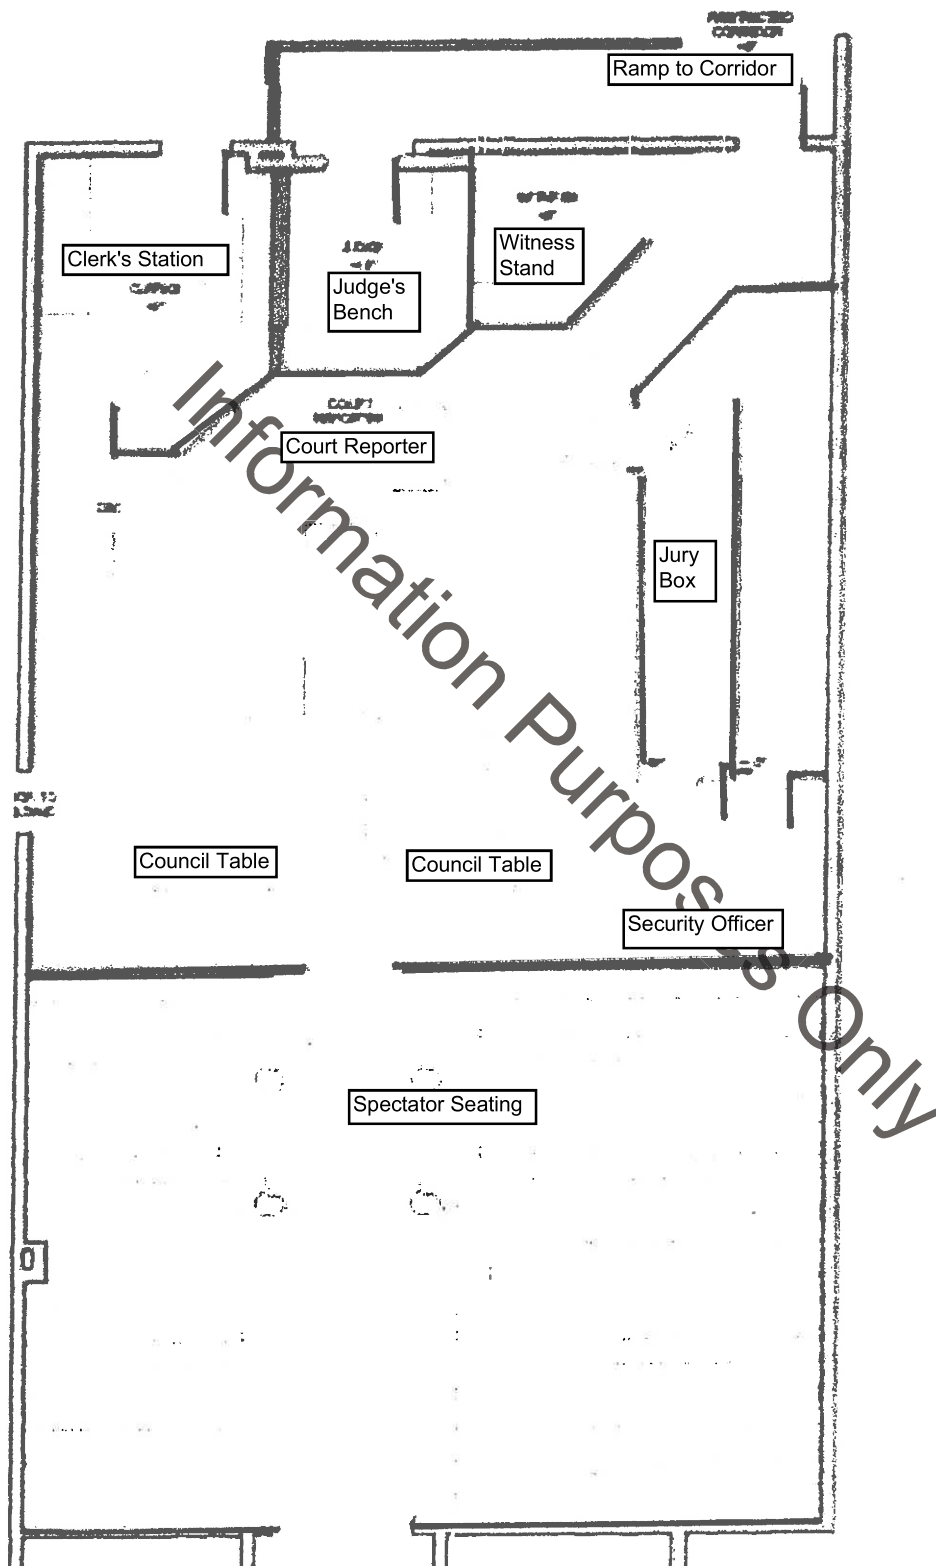 Ramp to Corridor
Witness
Stand
Clerk's Station
Judge's
Bench
Court Reporter
Jury
Box
Council Table
Council Table
Security Officer
Spectator Seating
Information Purposes Only